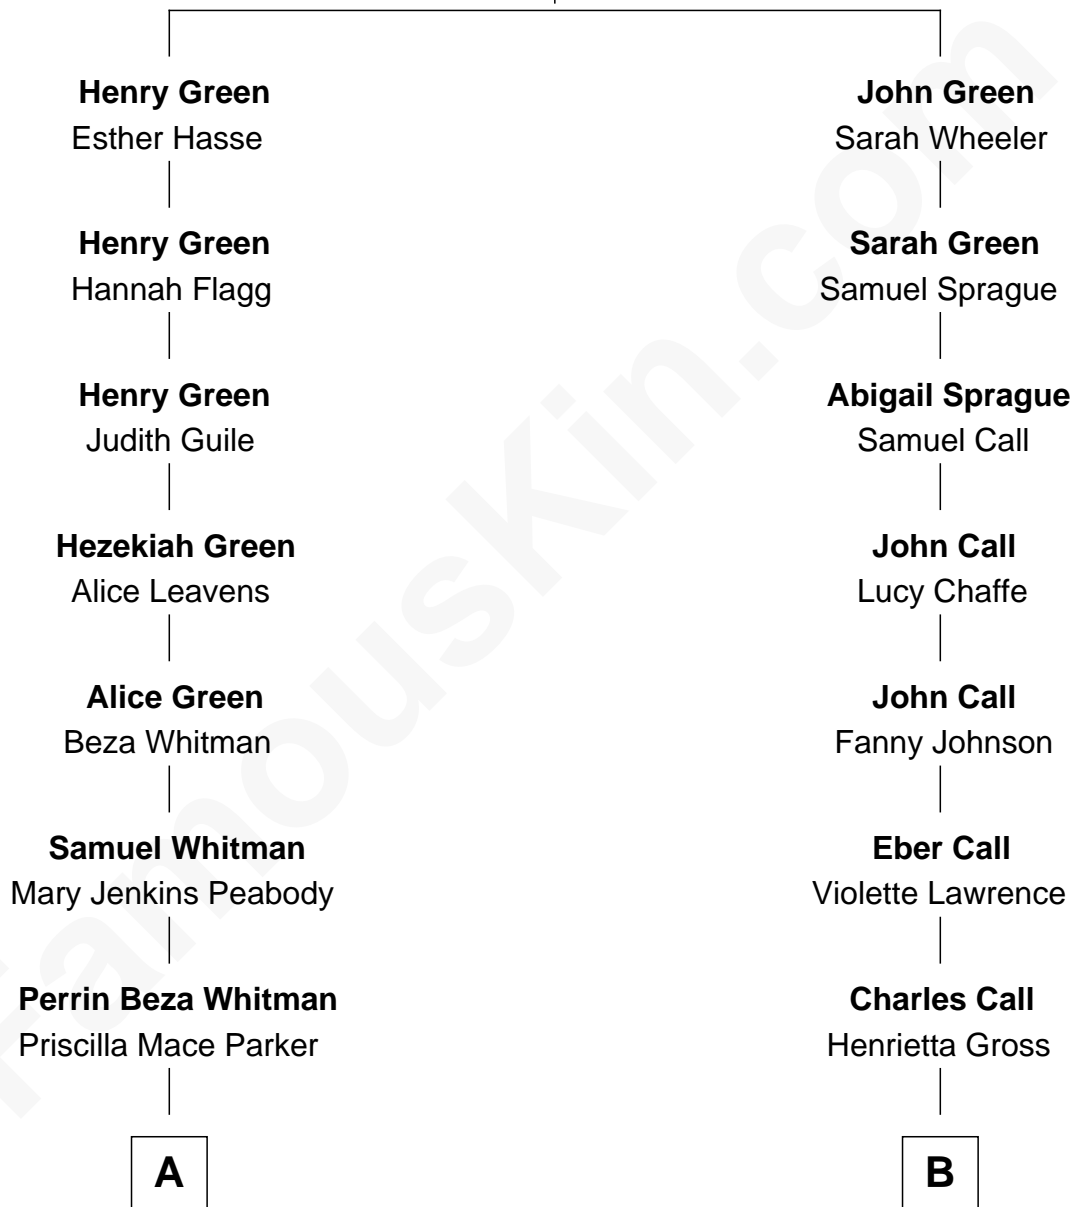 Henry Green
Esther Hasse
Henry Green
Hannah Flagg
Henry Green
Judith Guile
Hezekiah Green
Alice Leavens
Alice Green
Beza Whitman
Samuel Whitman
Mary Jenkins Peabody
Perrin Beza Whitman
Priscilla Mace Parker
A
John Green
Sarah Wheeler
Sarah Green
Samuel Sprague
Abigail Sprague
Samuel Call
John Call
Lucy Chaffe
John Call
Fanny Johnson
Eber Call
Violette Lawrence
Charles Call
Henrietta Gross
B
FamousKin.com